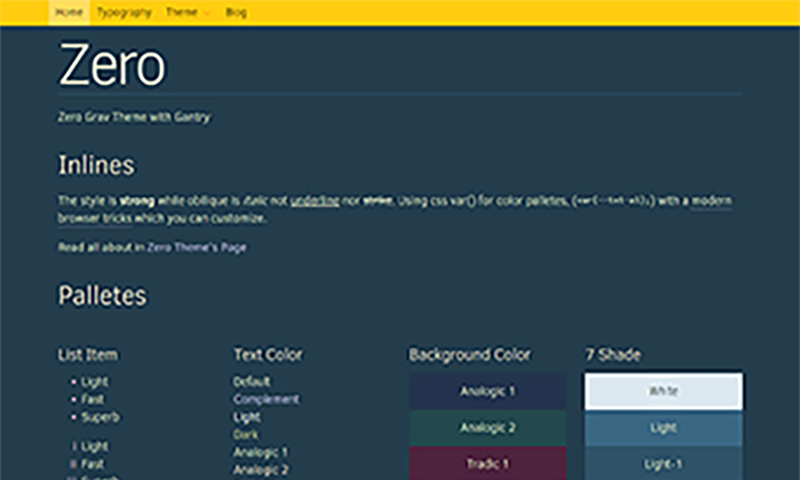 Home Typography Theme Blog
Zero
Zero Grav Theme with Gantry
Inlines
The style is strong while oblique is italic not underline nor strike. Using css var() for color palletes, (var(--txt-alt);) with a modern
browser tricks which you can customize.
Read all about in Zero Theme's Page
Palletes
List Item Text Color Background Color 7 Shade
Light Default Analogic 1 White
Fast Complement
Superb Light Analogic 2 Light
Dark
I Light Analogic 1 Tradic 1 Light-1
II Fast Analogic 2
Superb